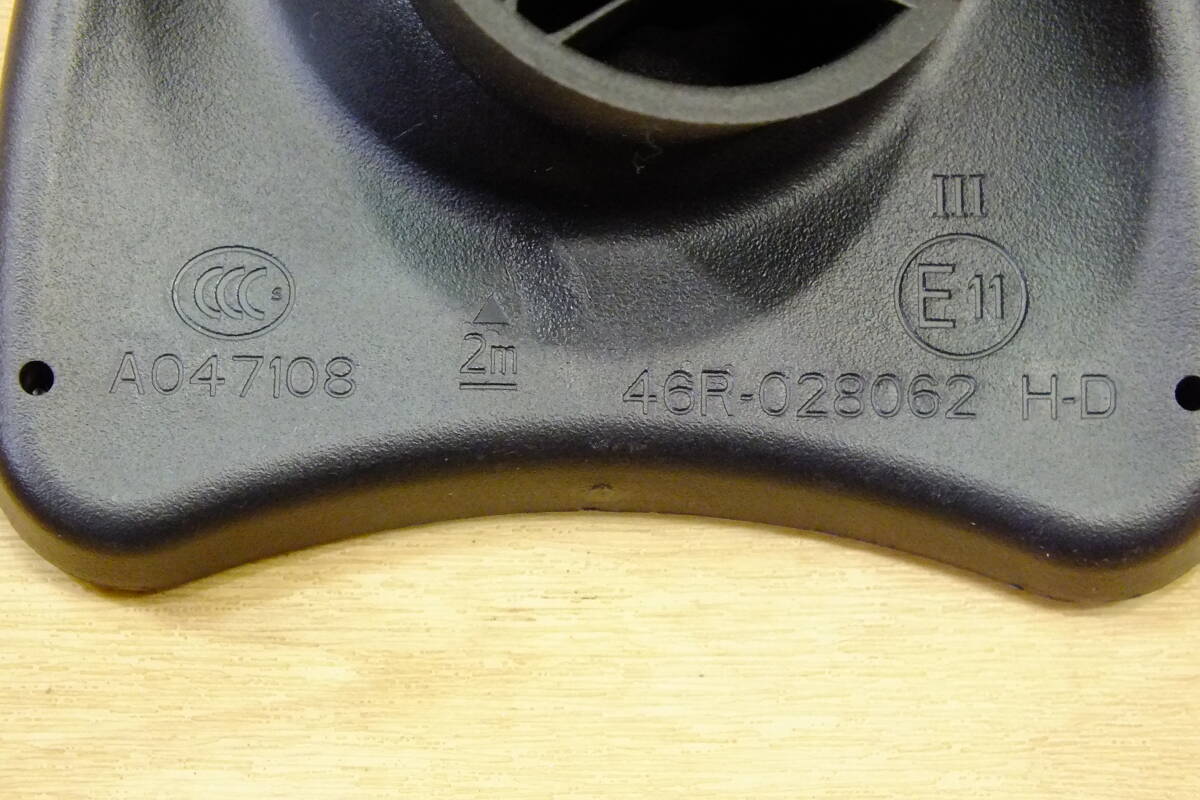 III
CCC S
E11
2m
A047108
46R-028062 H-D